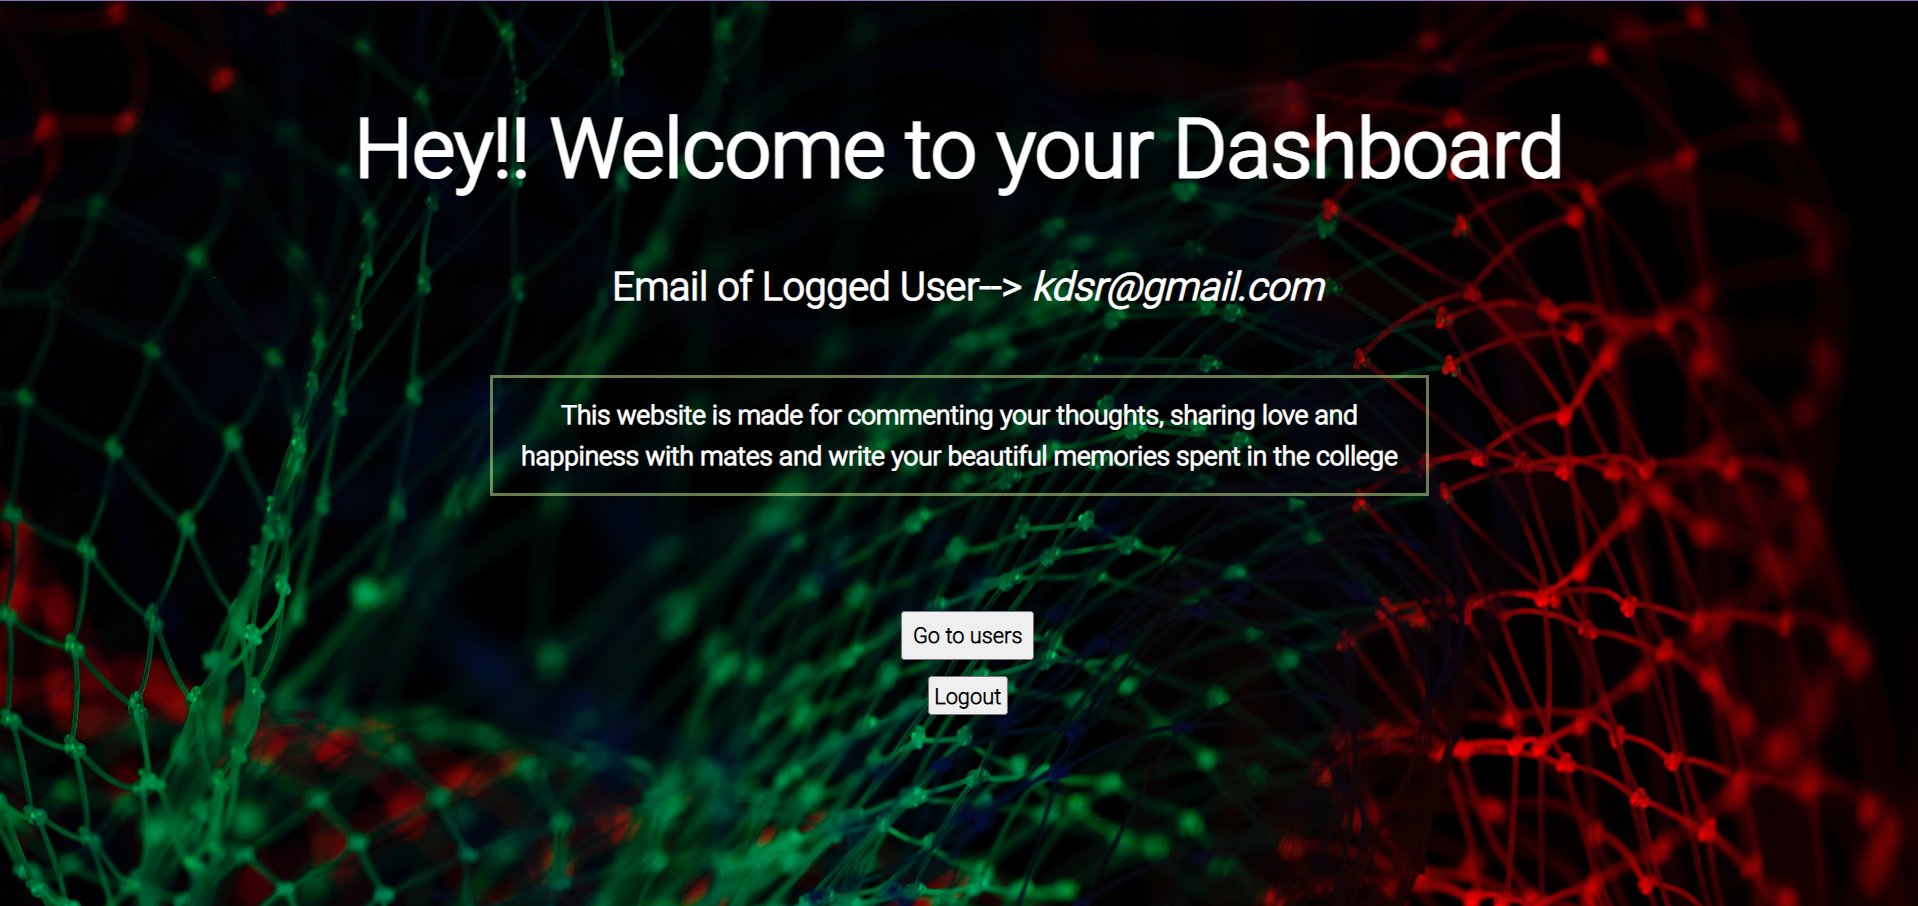 Hey!! Welcome to your Dashboard
Email of Logged User--> kdsr@gmail.com
This website is made for commenting your thoughts, sharing love and
happiness with mates and write your beautiful memories spent in the college
Go to users
Logout